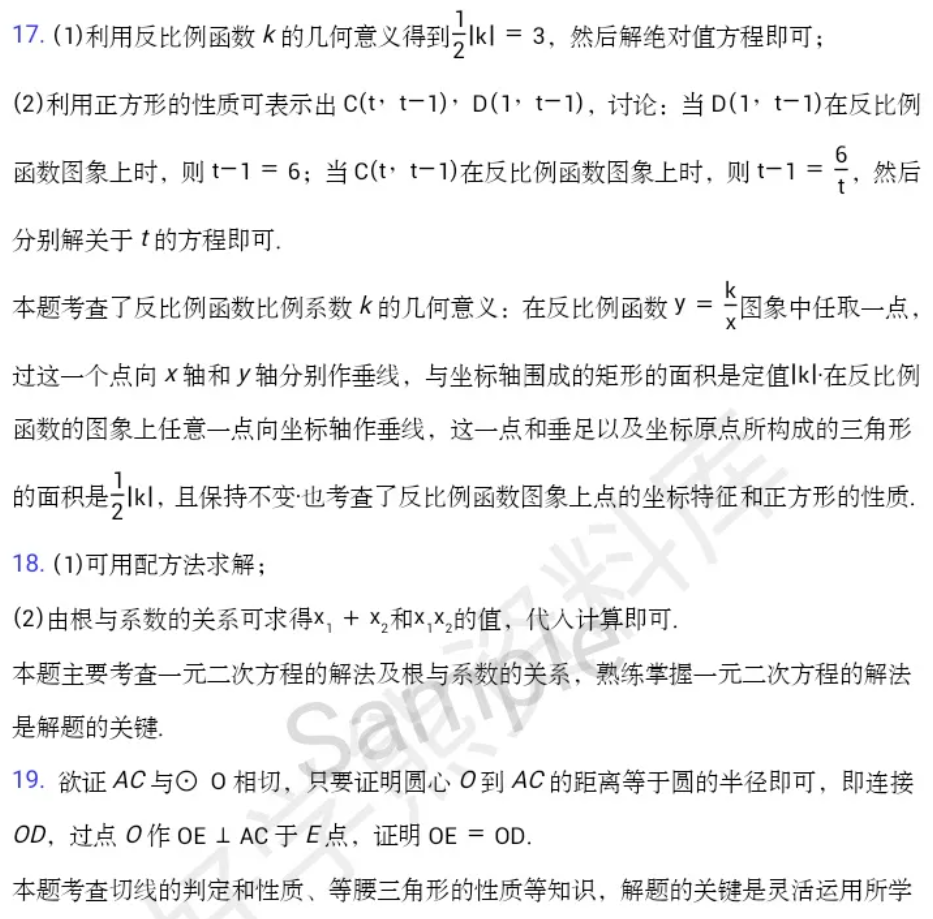 17. (1)利用反比例函数 k 的几何意义得到1/2|k| = 3，然后解绝对值方程即可；
(2)利用正方形的性质可表示出 C(t，t-1)，D(1，t-1)，讨论：当 D(1，t-1)在反比例
函数图象上时，则 t-1 = 6；当 C(t，t-1)在反比例函数图象上时，则 t-1 = 6/t，然后
分别解关于 t 的方程即可.
本题考查了反比例函数比例系数 k 的几何意义：在反比例函数 y = k/x图象中任取一点，
过这一个点向 x 轴和 y 轴分别作垂线，与坐标轴围成的矩形的面积是定值|k|·在反比例
函数的图象上任意一点向坐标轴作垂线，这一点和垂足以及坐标原点所构成的三角形
的面积是1/2|k|，且保持不变·也考查了反比例函数图象上点的坐标特征和正方形的性质.
18. (1)可用配方法求解；
(2)由根与系数的关系可求得x₁ + x₂和x₁x₂的值，代入计算即可.
本题主要考查一元二次方程的解法及根与系数的关系，熟练掌握一元二次方程的解法
是解题的关键.
19. 欲证 AC 与⊙ O 相切，只要证明圆心 O 到 AC 的距离等于圆的半径即可，即连接
OD，过点 O 作 OE ⊥ AC 于 E 点，证明 OE = OD.
本题考查切线的判定和性质、等腰三角形的性质等知识，解题的关键是灵活运用所学
Sample